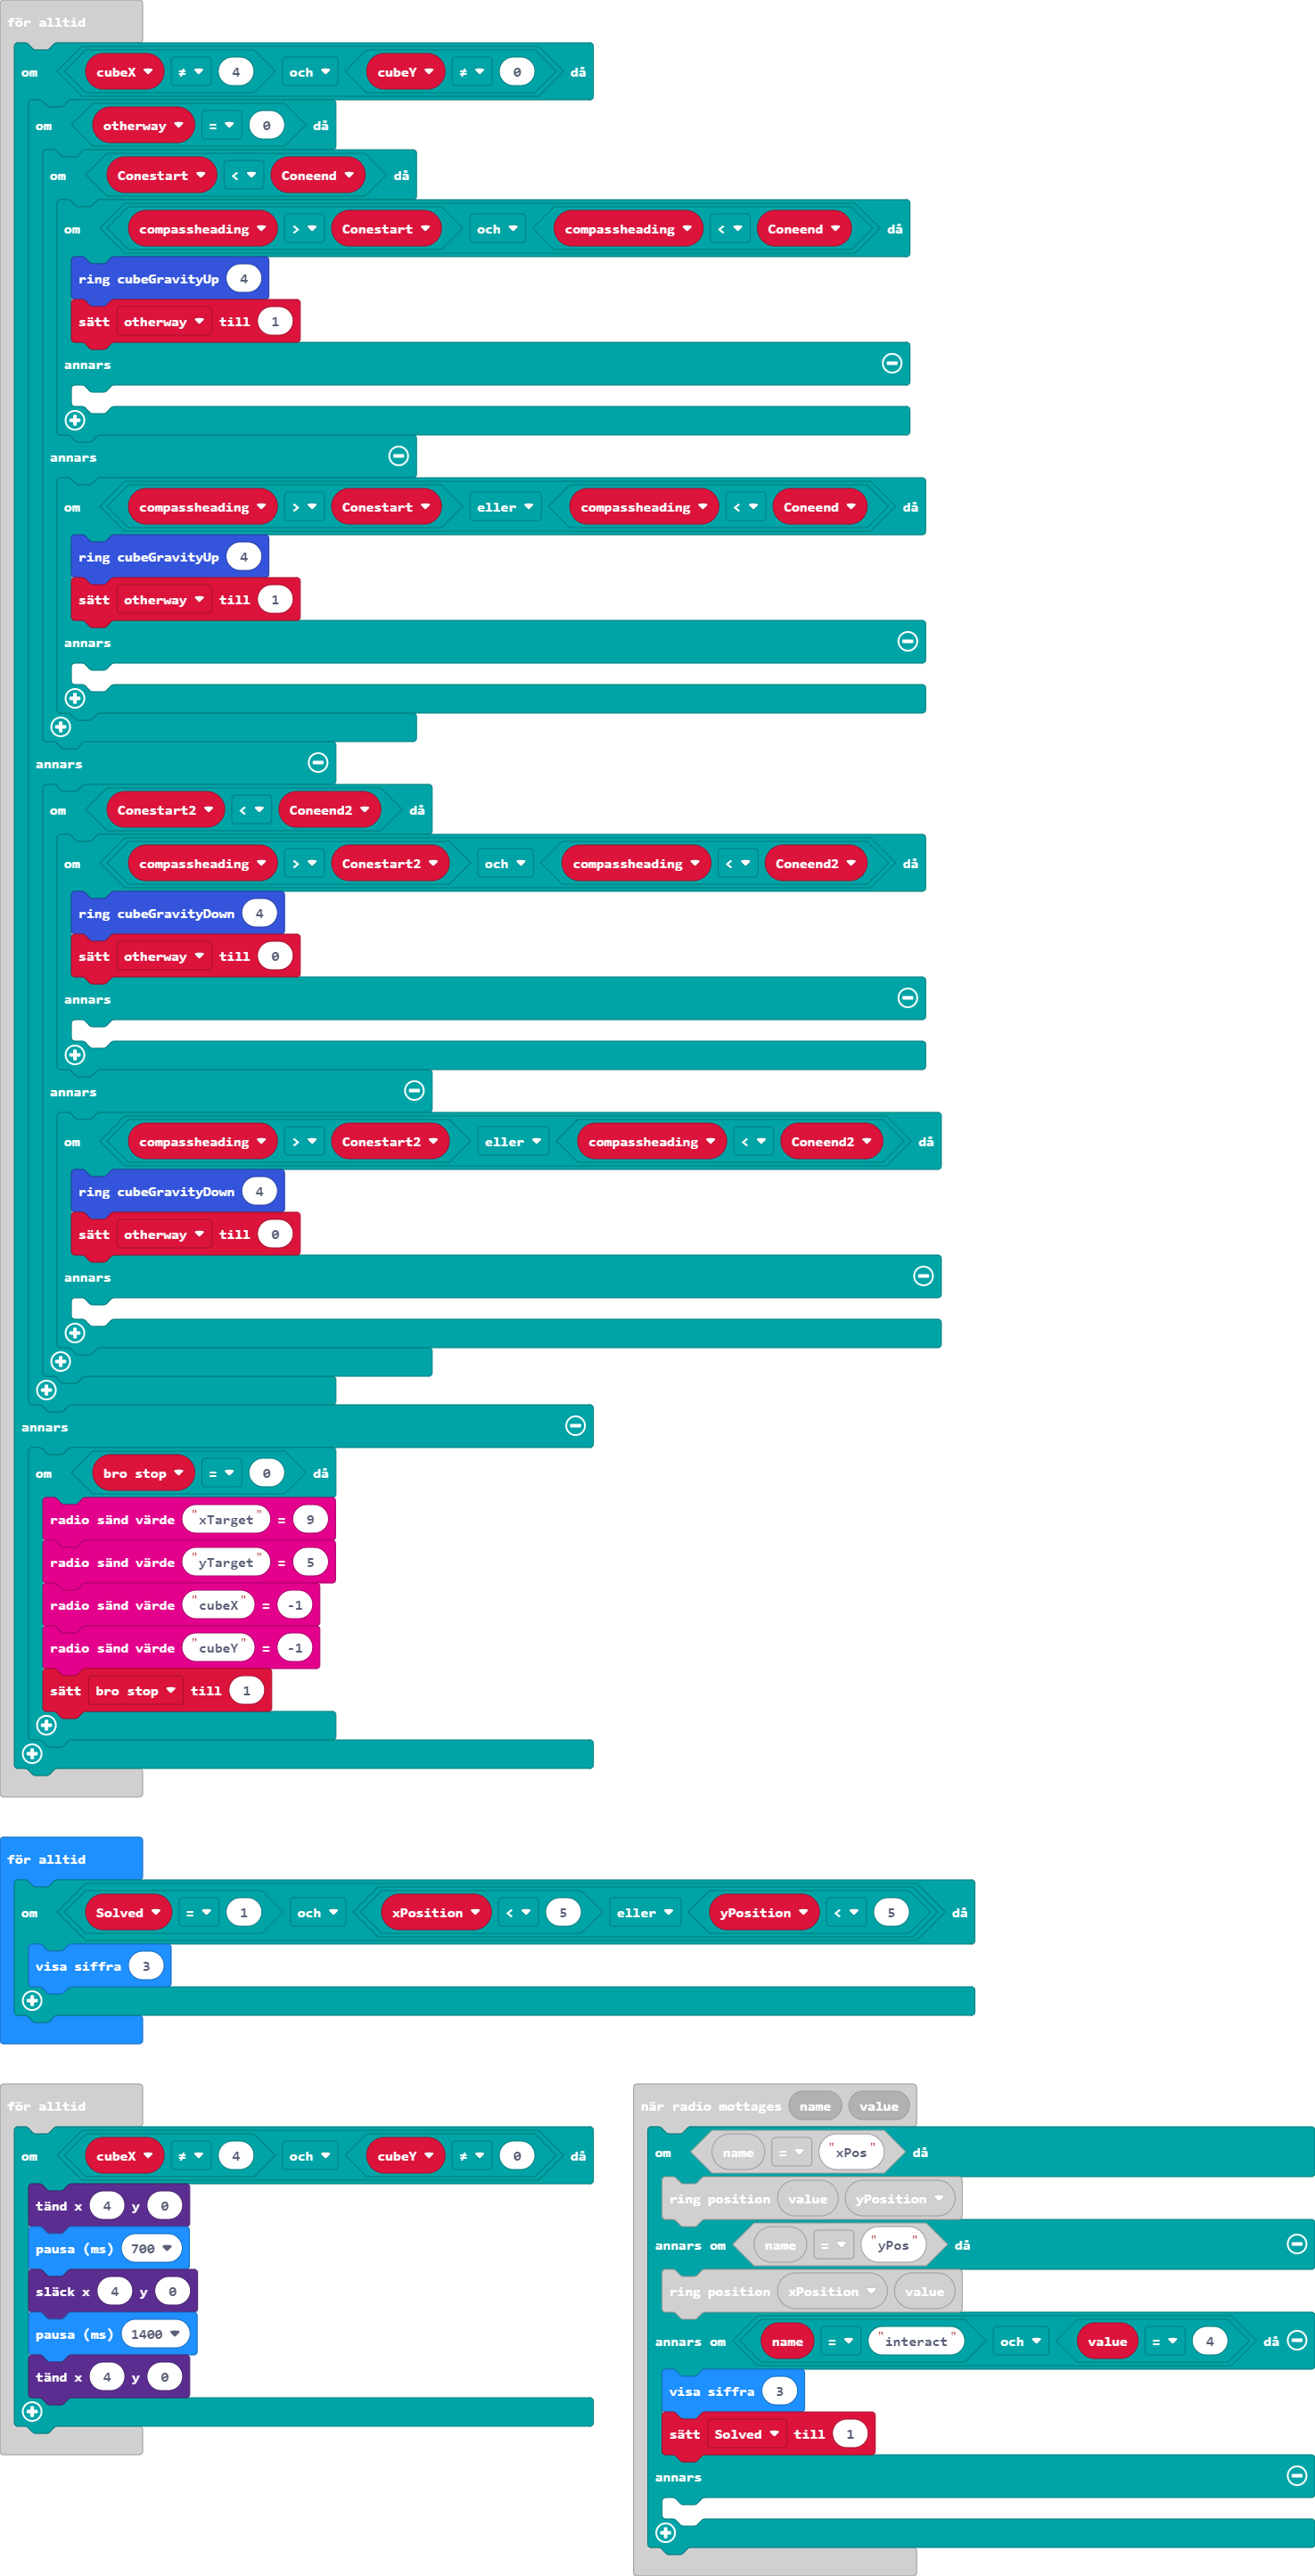 för alltid
om cubeX ≠ 4 och cubeY ≠ 0 då
om otherway = 0 då
om Conestart < Coneend då
om compassheading > Conestart och compassheading < Coneend då
ring cubeGravityUp 4
sätt otherway till 1
annars
annars
om compassheading > Conestart eller compassheading < Coneend då
ring cubeGravityUp 4
sätt otherway till 1
annars
annars
om Conestart2 < Coneend2 då
om compassheading > Conestart2 och compassheading < Coneend2 då
ring cubeGravityDown 4
sätt otherway till 0
annars
annars
om compassheading > Conestart2 eller compassheading < Coneend2 då
ring cubeGravityDown 4
sätt otherway till 0
annars
annars
om bro stop = 0 då
radio sänd värde "xTarget" = 9
radio sänd värde "yTarget" = 5
radio sänd värde "cubeX" = -1
radio sänd värde "cubeY" = -1
sätt bro stop till 1
för alltid
om Solved = 1 och xPosition < 5 eller yPosition < 5 då
visa siffra 3
för alltid
om cubeX ≠ 4 och cubeY ≠ 0 då
tänd x 4 y 0
pausa (ms) 700
släck x 4 y 0
pausa (ms) 1400
tänd x 4 y 0
när radio mottages name value
om name = "xPos" då
ring position value yPosition
annars om name = "yPos" då
ring position xPosition value
annars om name = "interact" och value = 4 då
visa siffra 3
sätt Solved till 1
annars